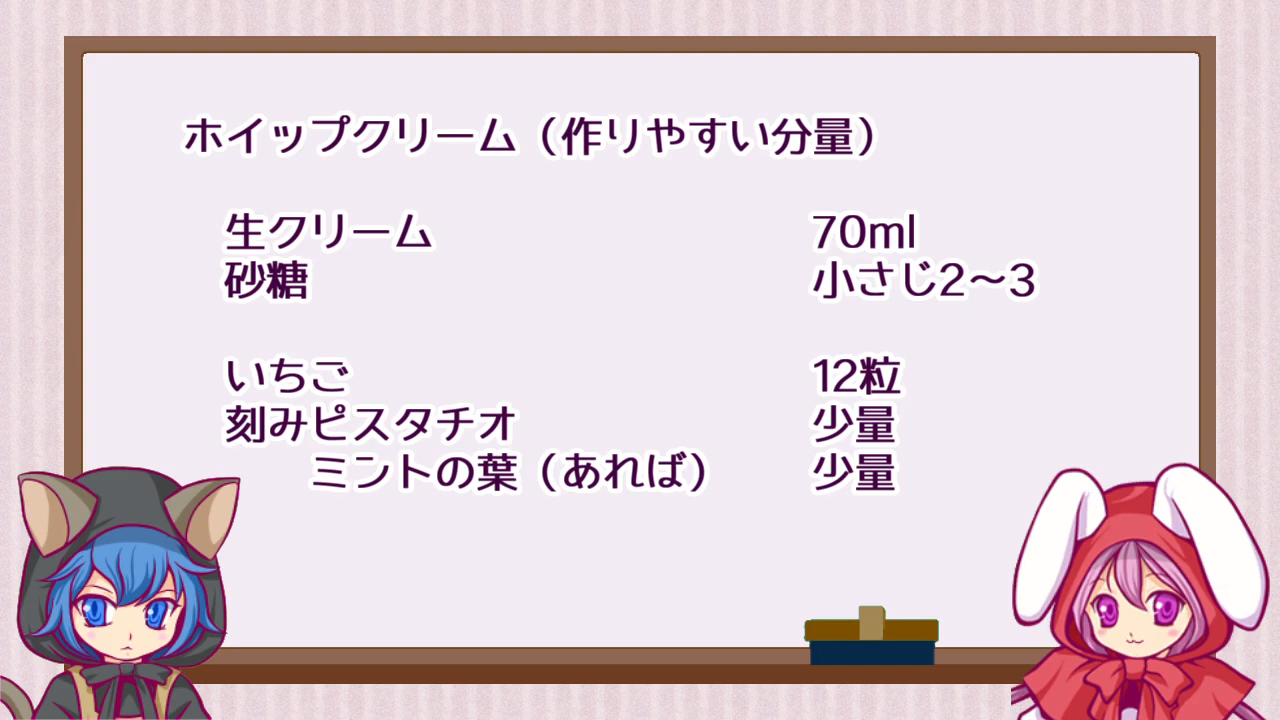 ホイップクリーム（作りやすい分量）
生クリーム 70ml
砂糖 小さじ2〜3
いちご 12粒
刻みピスタチオ 少量
ミントの葉（あれば） 少量